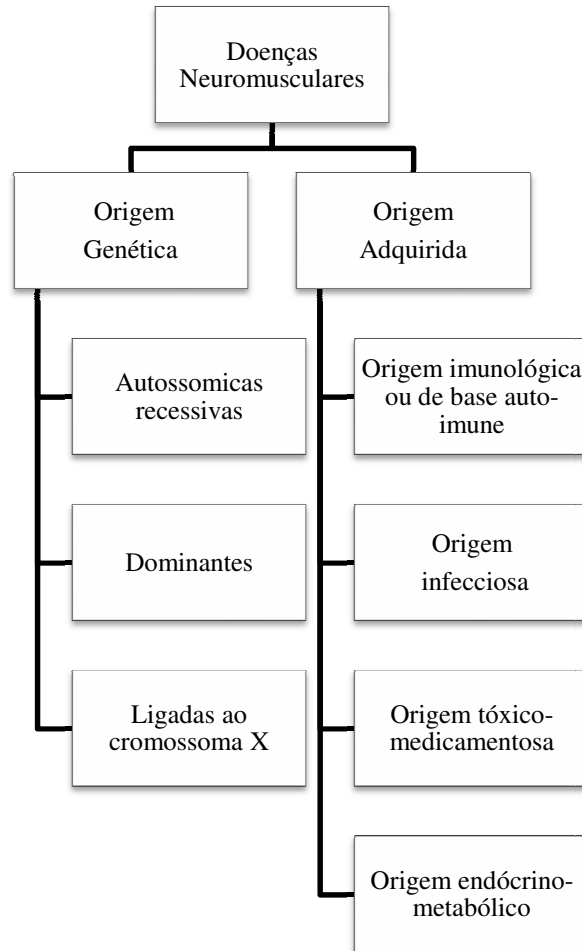 Doenças
Neuromusculares
Origem
Genética
Origem
Adquirida
Autossomicas
recessivas
Origem imunológica
ou de base auto-
imune
Dominantes
Origem
infecciosa
Ligadas ao
cromossoma X
Origem tóxico-
medicamentosa
Origem endócrino-
metabólico